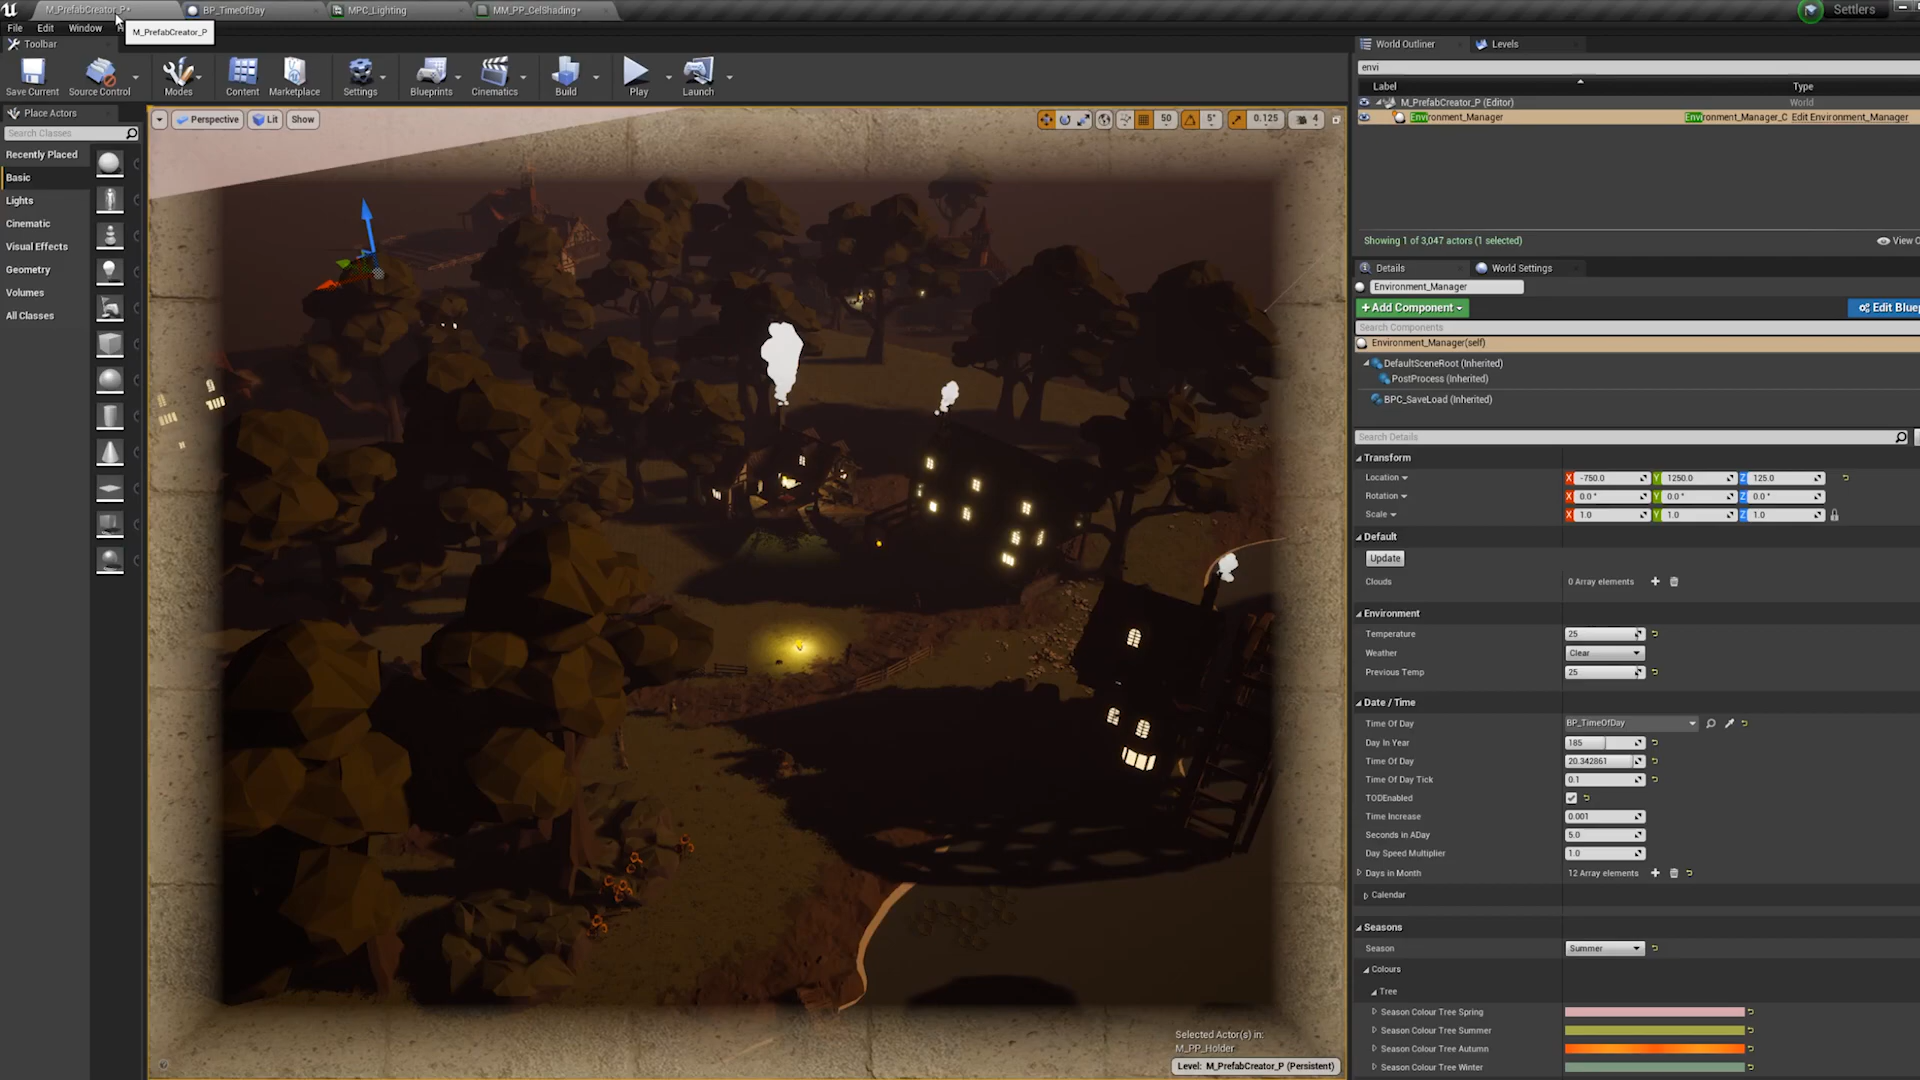 M_PrefabCreator_P*
BP_TimeOfDay
MPC_Lighting
MM_PP_CelShading*
Settlers
File
Edit
Window
M_PrefabCreator_P
Toolbar
Save Current
Source Control
Modes
Content
Marketplace
Settings
Blueprints
Cinematics
Build
Play
Launch
Place Actors
Search Classes
Recently Placed
Basic
Lights
Cinematic
Visual Effects
Geometry
Volumes
All Classes
Perspective
Lit
Show
50
5°
0.125
4
Selected Actor(s) in:
M_PP_Holder
Level: M_PrefabCreator_P (Persistent)
World Outliner
Levels
envi
Label
Type
M_PrefabCreator_P (Editor)
World
Environment_Manager
Environment_Manager_C
Edit Environment_Manager
Showing 1 of 3,047 actors (1 selected)
View O
Details
World Settings
Environment_Manager
+Add Component
Edit Bluep
Search Components
Environment_Manager(self)
DefaultSceneRoot (Inherited)
PostProcess (Inherited)
BPC_SaveLoad (Inherited)
Search Details
Transform
Location
X -750.0
Y 1250.0
Z 125.0
Rotation
X 0.0 °
Y 0.0 °
Z 0.0 °
Scale
X 1.0
Y 1.0
Z 1.0
Default
Update
Clouds
0 Array elements
Environment
Temperature
25
Weather
Clear
Previous Temp
25
Date / Time
Time Of Day
BP_TimeOfDay
Day In Year
185
Time Of Day
20.342861
Time Of Day Tick
0.1
TODEnabled
Time Increase
0.001
Seconds in ADay
5.0
Day Speed Multiplier
1.0
Days in Month
12 Array elements
Calendar
Seasons
Season
Summer
Colours
Tree
Season Colour Tree Spring
Season Colour Tree Summer
Season Colour Tree Autumn
Season Colour Tree Winter